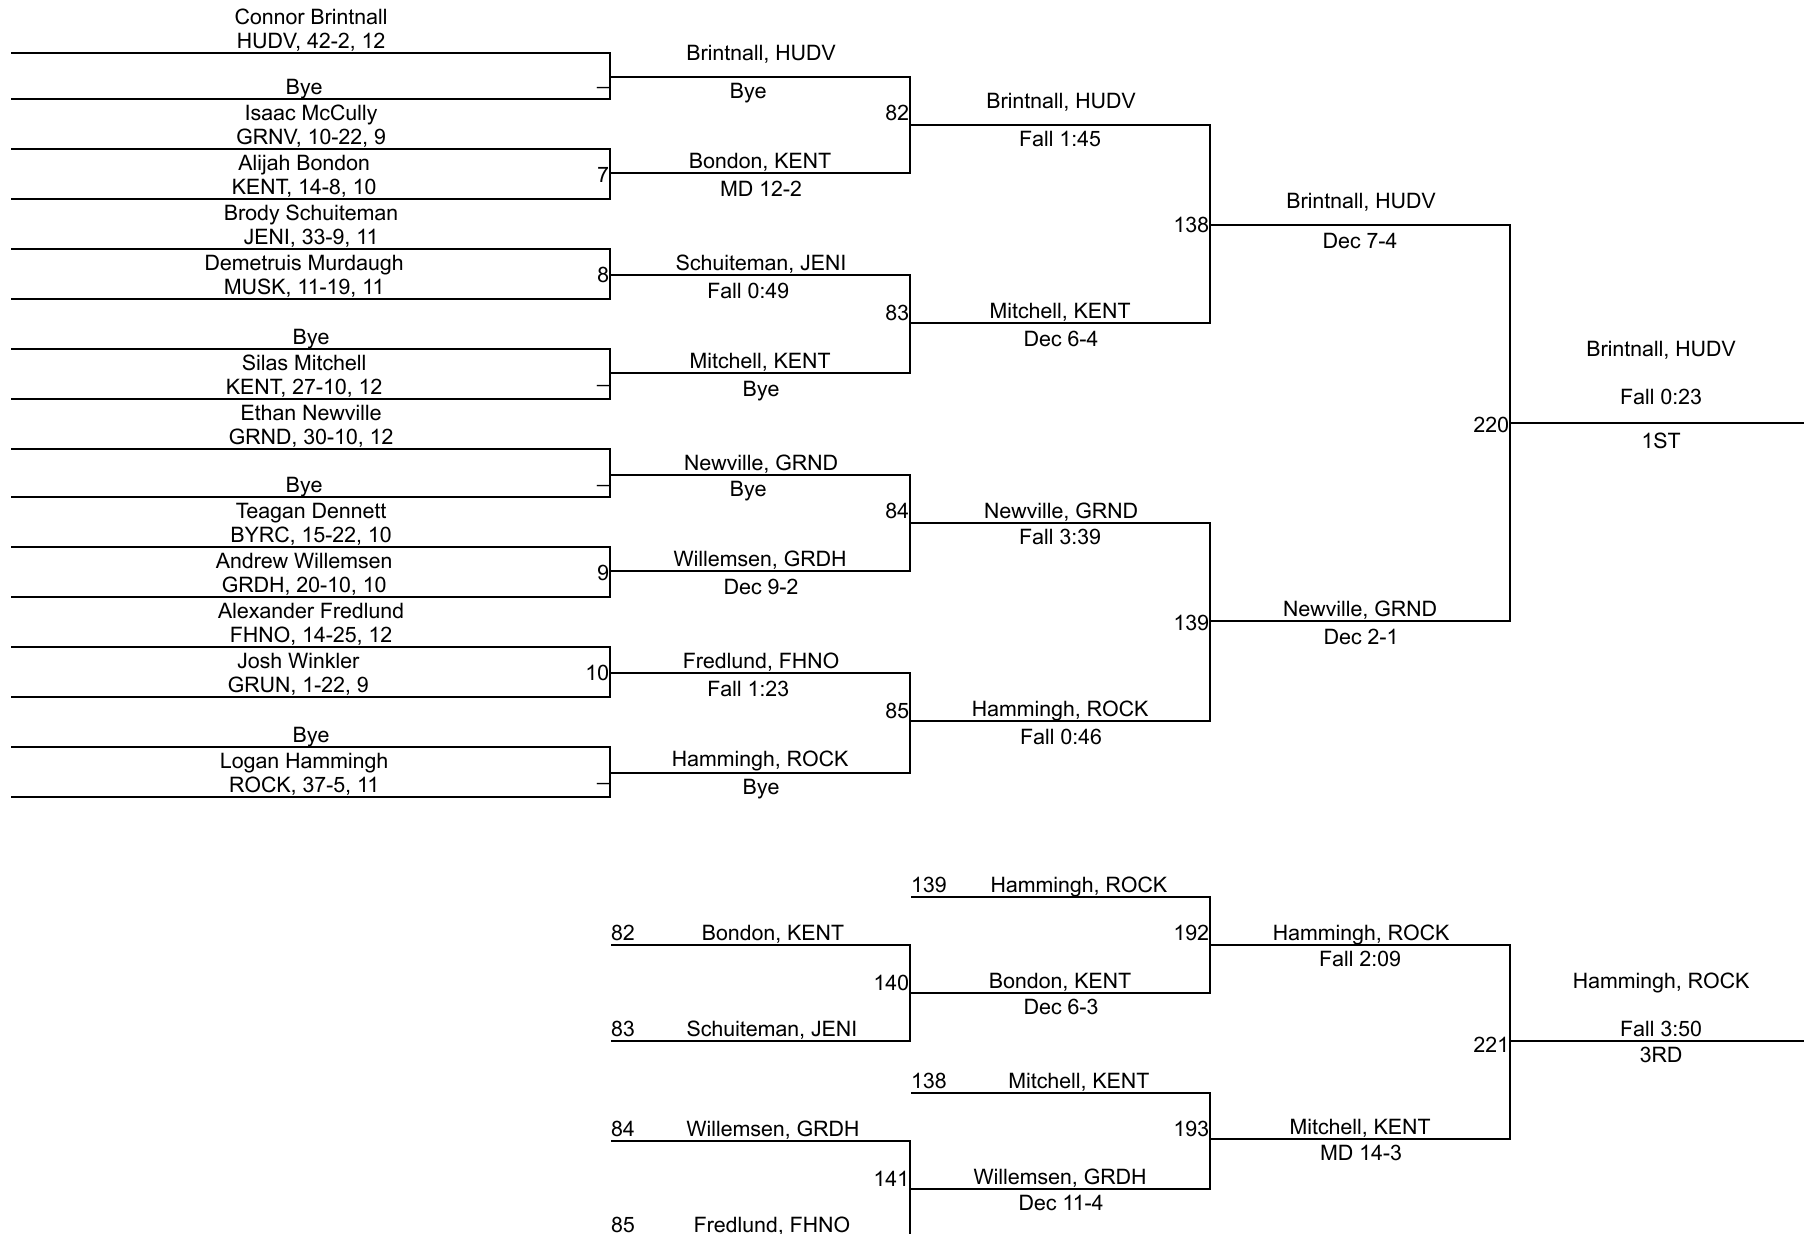 Connor Brintnall
HUDV, 42-2, 12
Bye
Isaac McCully
GRNV, 10-22, 9
Alijah Bondon
KENT, 14-8, 10
Brody Schuiteman
JENI, 33-9, 11
Demetruis Murdaugh
MUSK, 11-19, 11
Bye
Silas Mitchell
KENT, 27-10, 12
Ethan Newville
GRND, 30-10, 12
Bye
Teagan Dennett
BYRC, 15-22, 10
Andrew Willemsen
GRDH, 20-10, 10
Alexander Fredlund
FHNO, 14-25, 12
Josh Winkler
GRUN, 1-22, 9
Bye
Logan Hammingh
ROCK, 37-5, 11
–
7
8
–
–
9
10
–
Brintnall, HUDV
Bye
Bondon, KENT
MD 12-2
Schuiteman, JENI
Fall 0:49
Mitchell, KENT
Bye
Newville, GRND
Bye
Willemsen, GRDH
Dec 9-2
Fredlund, FHNO
Fall 1:23
Hammingh, ROCK
Bye
82
83
84
85
Brintnall, HUDV
Fall 1:45
Mitchell, KENT
Dec 6-4
Newville, GRND
Fall 3:39
Hammingh, ROCK
Fall 0:46
138
139
Brintnall, HUDV
Dec 7-4
Newville, GRND
Dec 2-1
220
Brintnall, HUDV
Fall 0:23
1ST
82 Bondon, KENT
83 Schuiteman, JENI
84 Willemsen, GRDH
85 Fredlund, FHNO
140
141
139 Hammingh, ROCK
Bondon, KENT
Dec 6-3
138 Mitchell, KENT
Willemsen, GRDH
Dec 11-4
192
193
Hammingh, ROCK
Fall 2:09
Mitchell, KENT
MD 14-3
221
Hammingh, ROCK
Fall 3:50
3RD